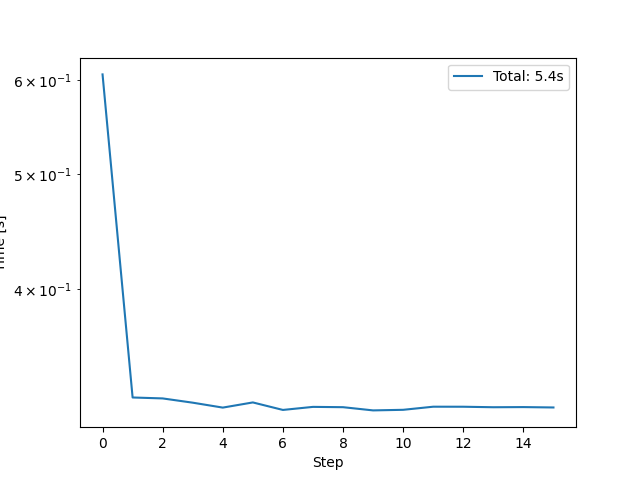 Total: 5.4s
6 × 10⁻¹
5 × 10⁻¹
4 × 10⁻¹
[s]
0 2 4 6 8 10 12 14
Step